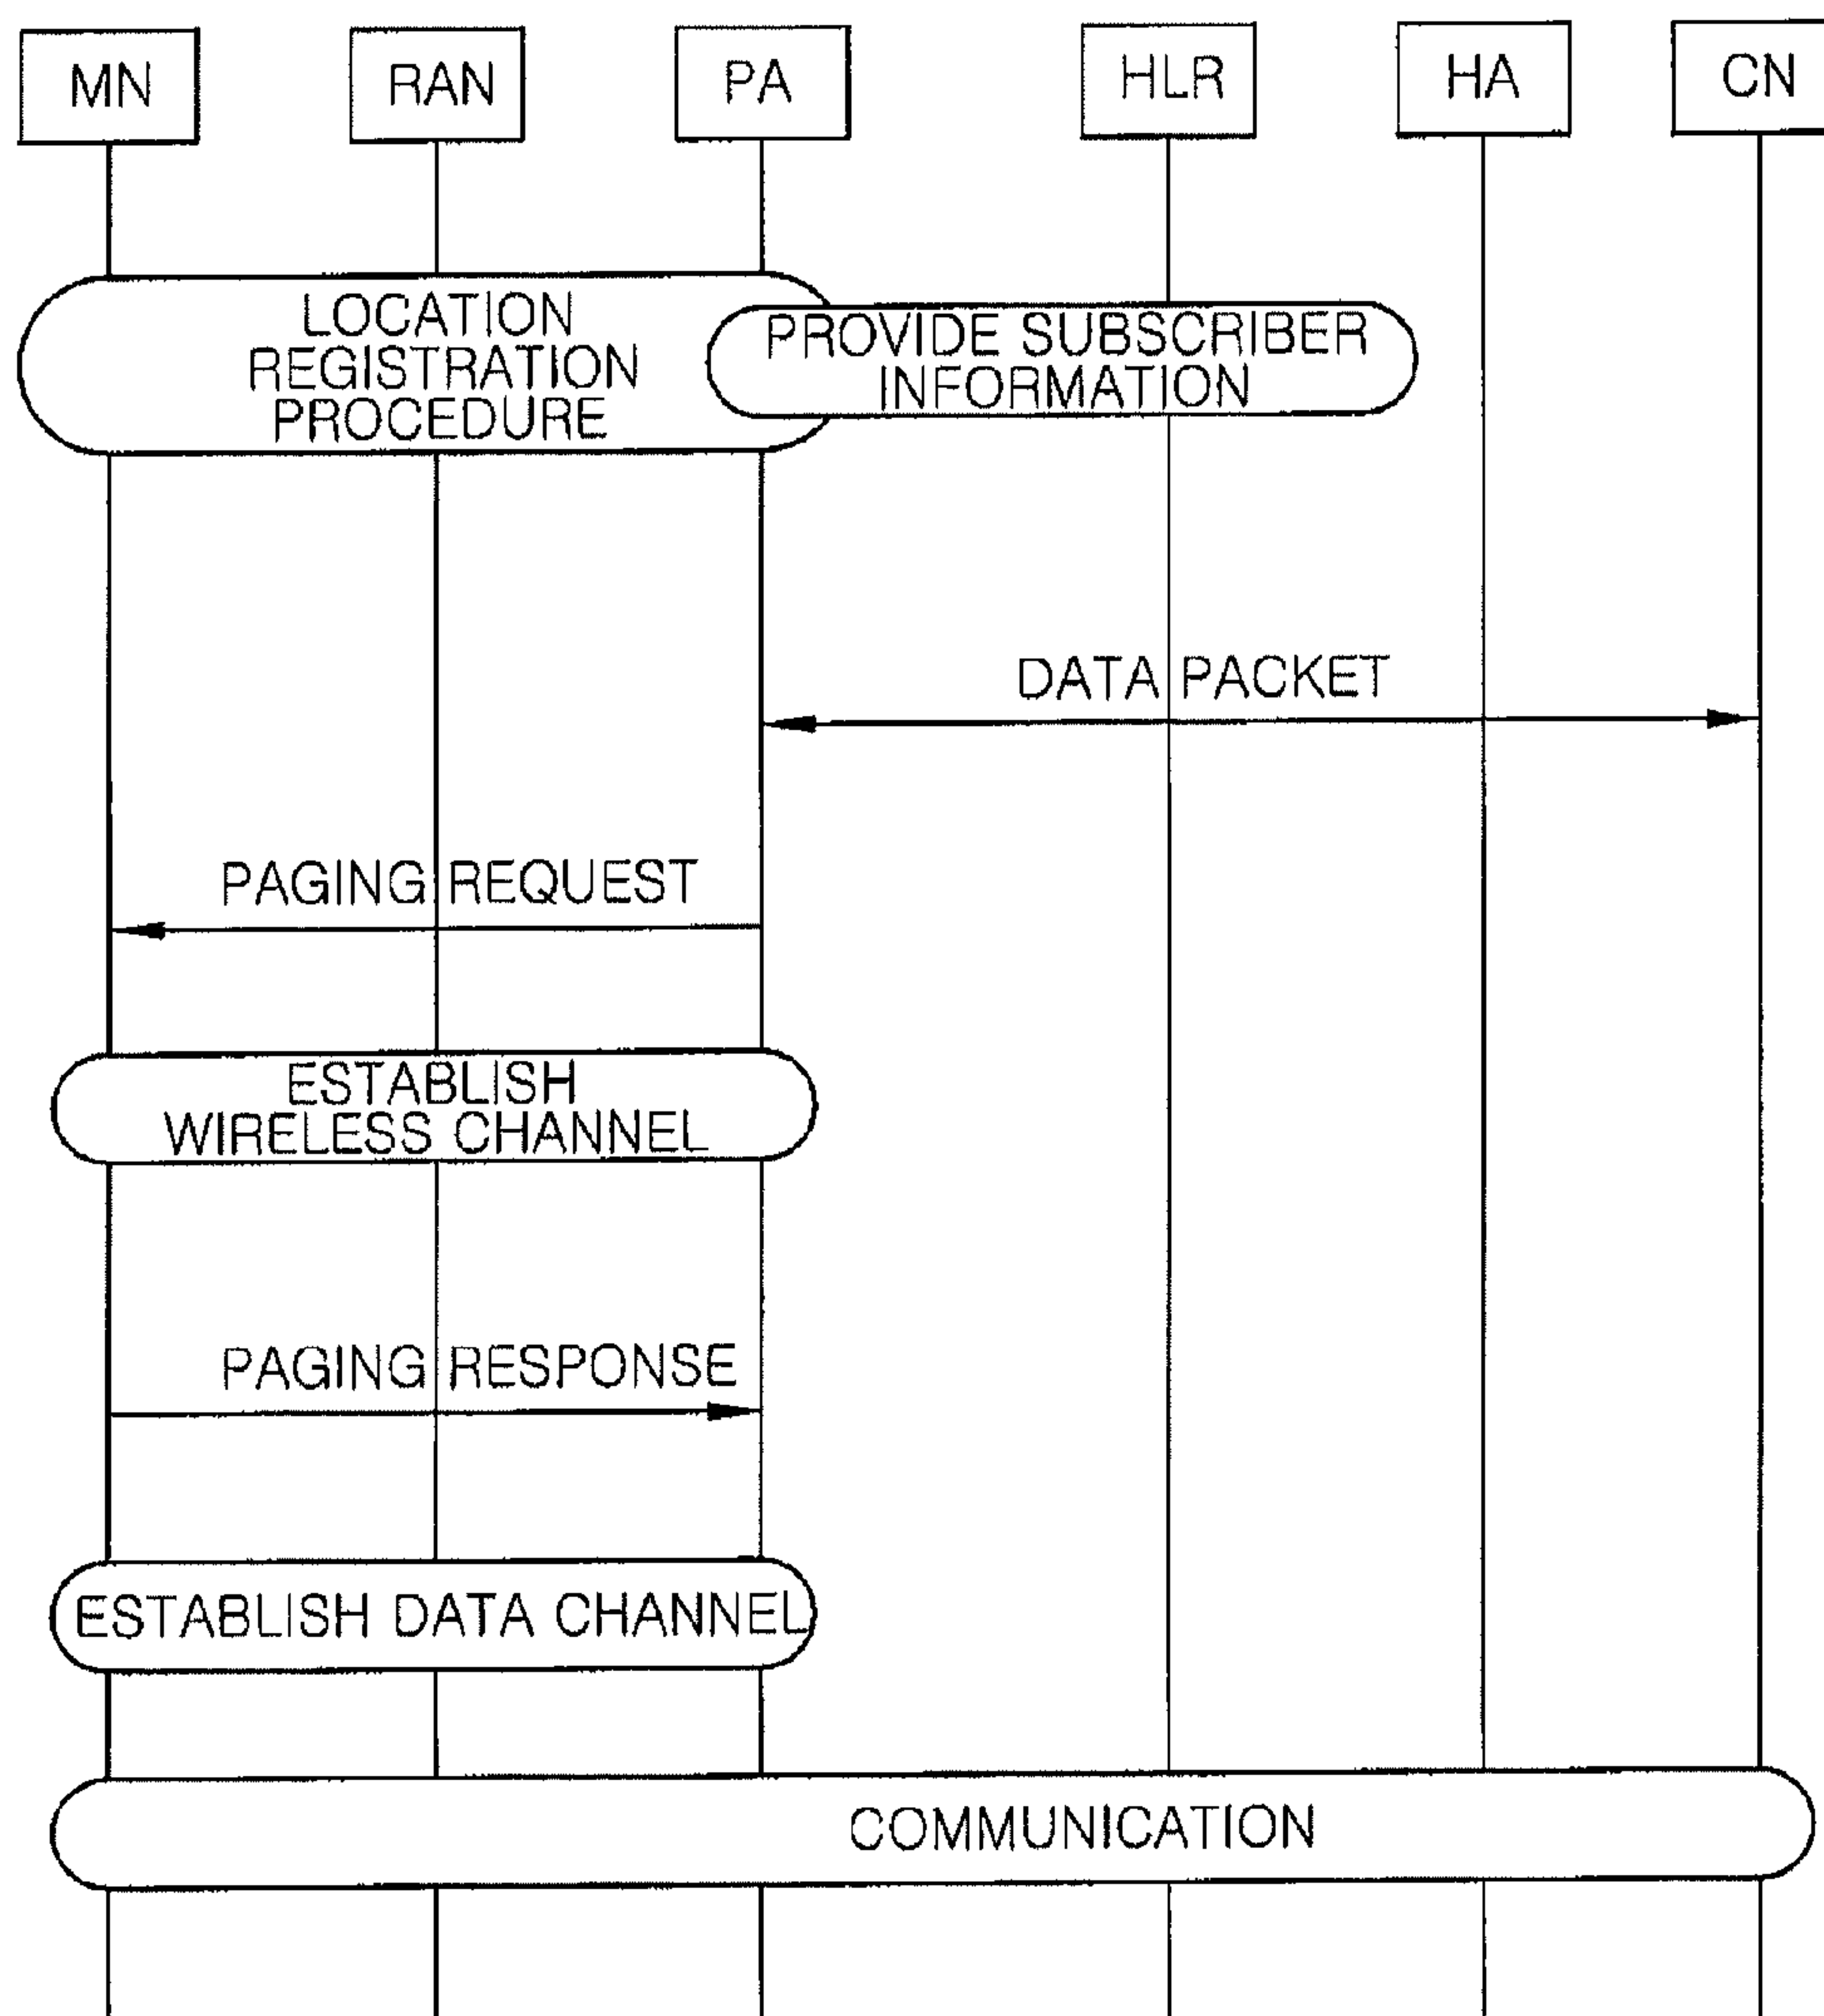 MN
RAN
PA
HLR
HA
CN
LOCATION
REGISTRATION
PROCEDURE
PROVIDE SUBSCRIBER
INFORMATION
DATA PACKET
PAGING REQUEST
ESTABLISH
WIRELESS CHANNEL
PAGING RESPONSE
ESTABLISH DATA CHANNEL
COMMUNICATION